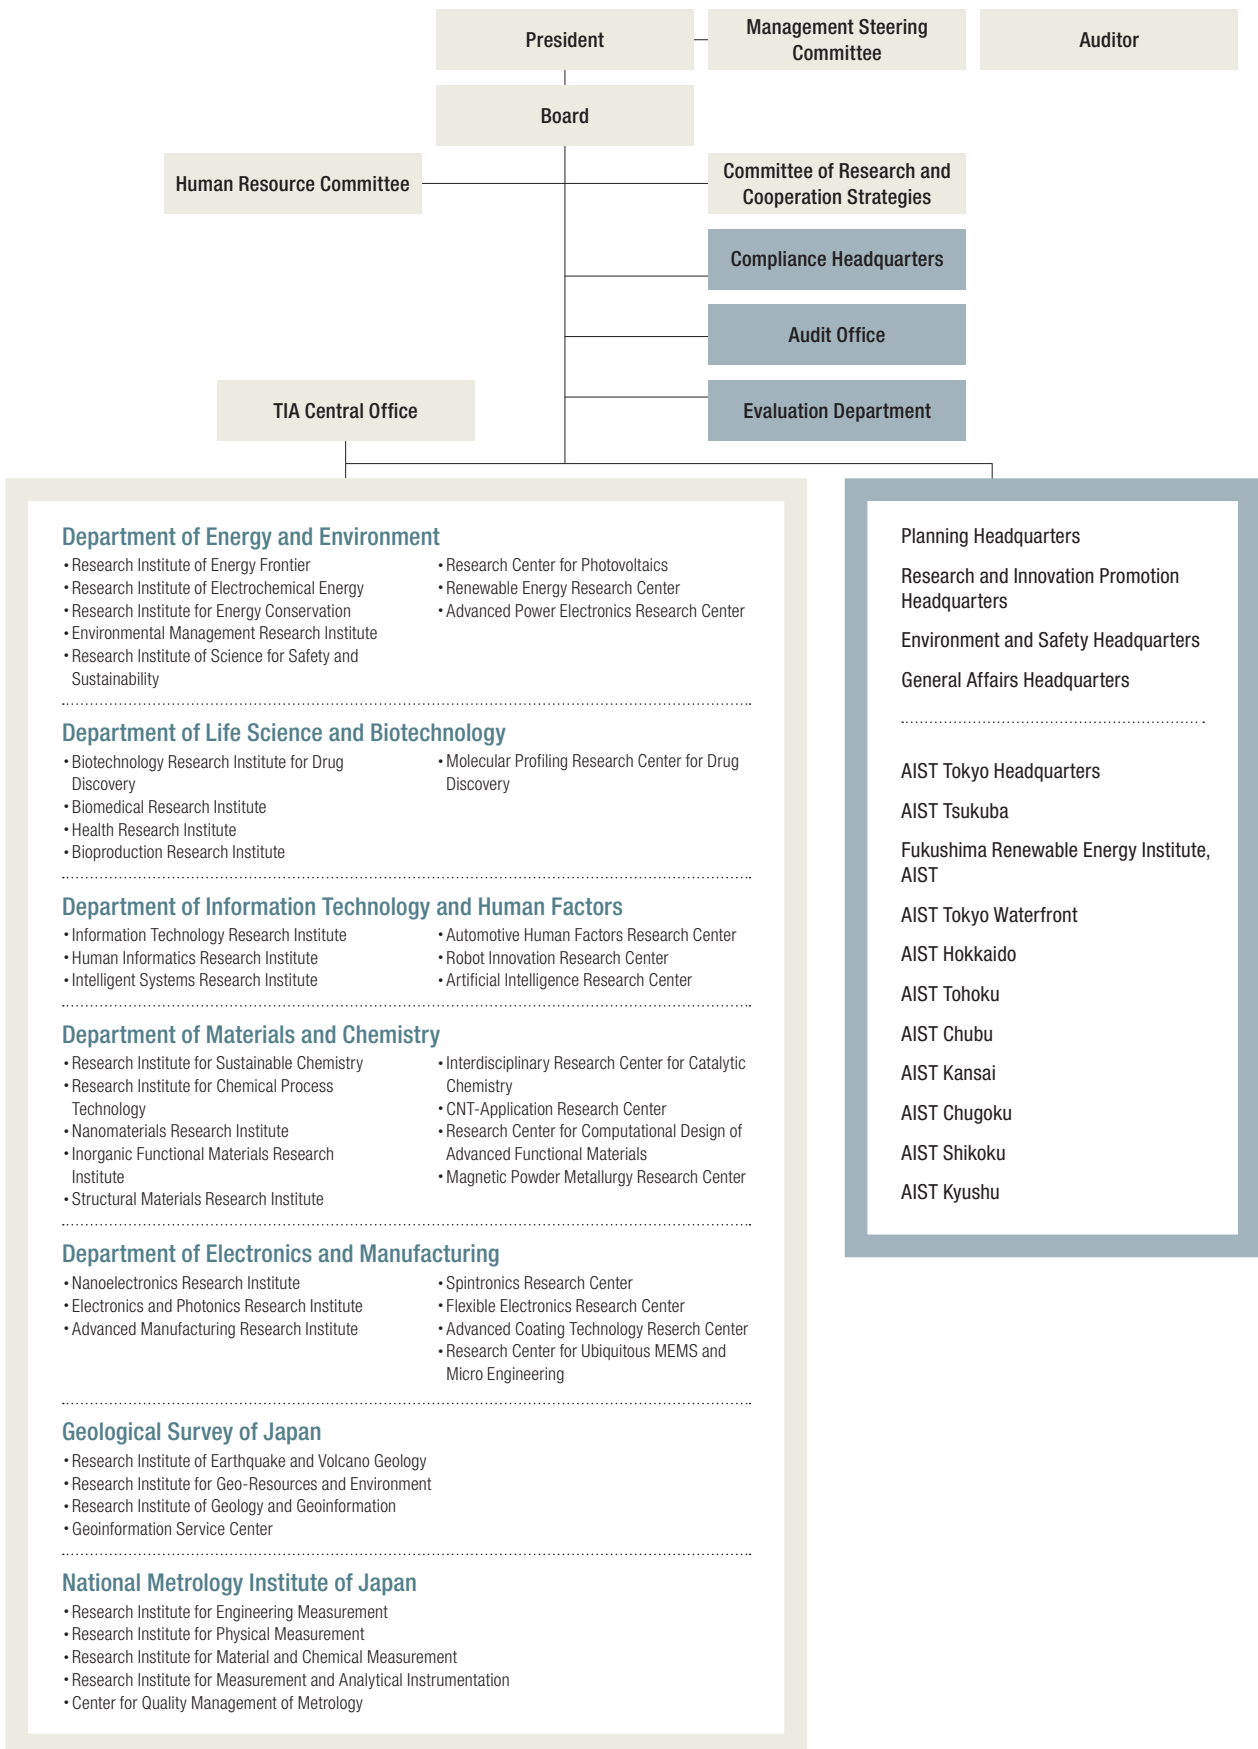 President
Management Steering
Committee
Auditor
Board
Human Resource Committee
Committee of Research and
Cooperation Strategies
Compliance Headquarters
Audit Office
TIA Central Office
Evaluation Department
Department of Energy and Environment
• Research Institute of Energy Frontier
• Research Institute of Electrochemical Energy
• Research Institute for Energy Conservation
• Environmental Management Research Institute
• Research Institute of Science for Safety and
Sustainability
• Research Center for Photovoltaics
• Renewable Energy Research Center
• Advanced Power Electronics Research Center
Department of Life Science and Biotechnology
• Biotechnology Research Institute for Drug
Discovery
• Biomedical Research Institute
• Health Research Institute
• Bioproduction Research Institute
• Molecular Profiling Research Center for Drug
Discovery
Department of Information Technology and Human Factors
• Information Technology Research Institute
• Human Informatics Research Institute
• Intelligent Systems Research Institute
• Automotive Human Factors Research Center
• Robot Innovation Research Center
• Artificial Intelligence Research Center
Department of Materials and Chemistry
• Research Institute for Sustainable Chemistry
• Research Institute for Chemical Process
Technology
• Nanomaterials Research Institute
• Inorganic Functional Materials Research
Institute
• Structural Materials Research Institute
• Interdisciplinary Research Center for Catalytic
Chemistry
• CNT-Application Research Center
• Research Center for Computational Design of
Advanced Functional Materials
• Magnetic Powder Metallurgy Research Center
Department of Electronics and Manufacturing
• Nanoelectronics Research Institute
• Electronics and Photonics Research Institute
• Advanced Manufacturing Research Institute
• Spintronics Research Center
• Flexible Electronics Research Center
• Advanced Coating Technology Reserch Center
• Research Center for Ubiquitous MEMS and
Micro Engineering
Geological Survey of Japan
• Research Institute of Earthquake and Volcano Geology
• Research Institute for Geo-Resources and Environment
• Research Institute of Geology and Geoinformation
• Geoinformation Service Center
National Metrology Institute of Japan
• Research Institute for Engineering Measurement
• Research Institute for Physical Measurement
• Research Institute for Material and Chemical Measurement
• Research Institute for Measurement and Analytical Instrumentation
• Center for Quality Management of Metrology
Planning Headquarters
Research and Innovation Promotion
Headquarters
Environment and Safety Headquarters
General Affairs Headquarters
AIST Tokyo Headquarters
AIST Tsukuba
Fukushima Renewable Energy Institute,
AIST
AIST Tokyo Waterfront
AIST Hokkaido
AIST Tohoku
AIST Chubu
AIST Kansai
AIST Chugoku
AIST Shikoku
AIST Kyushu